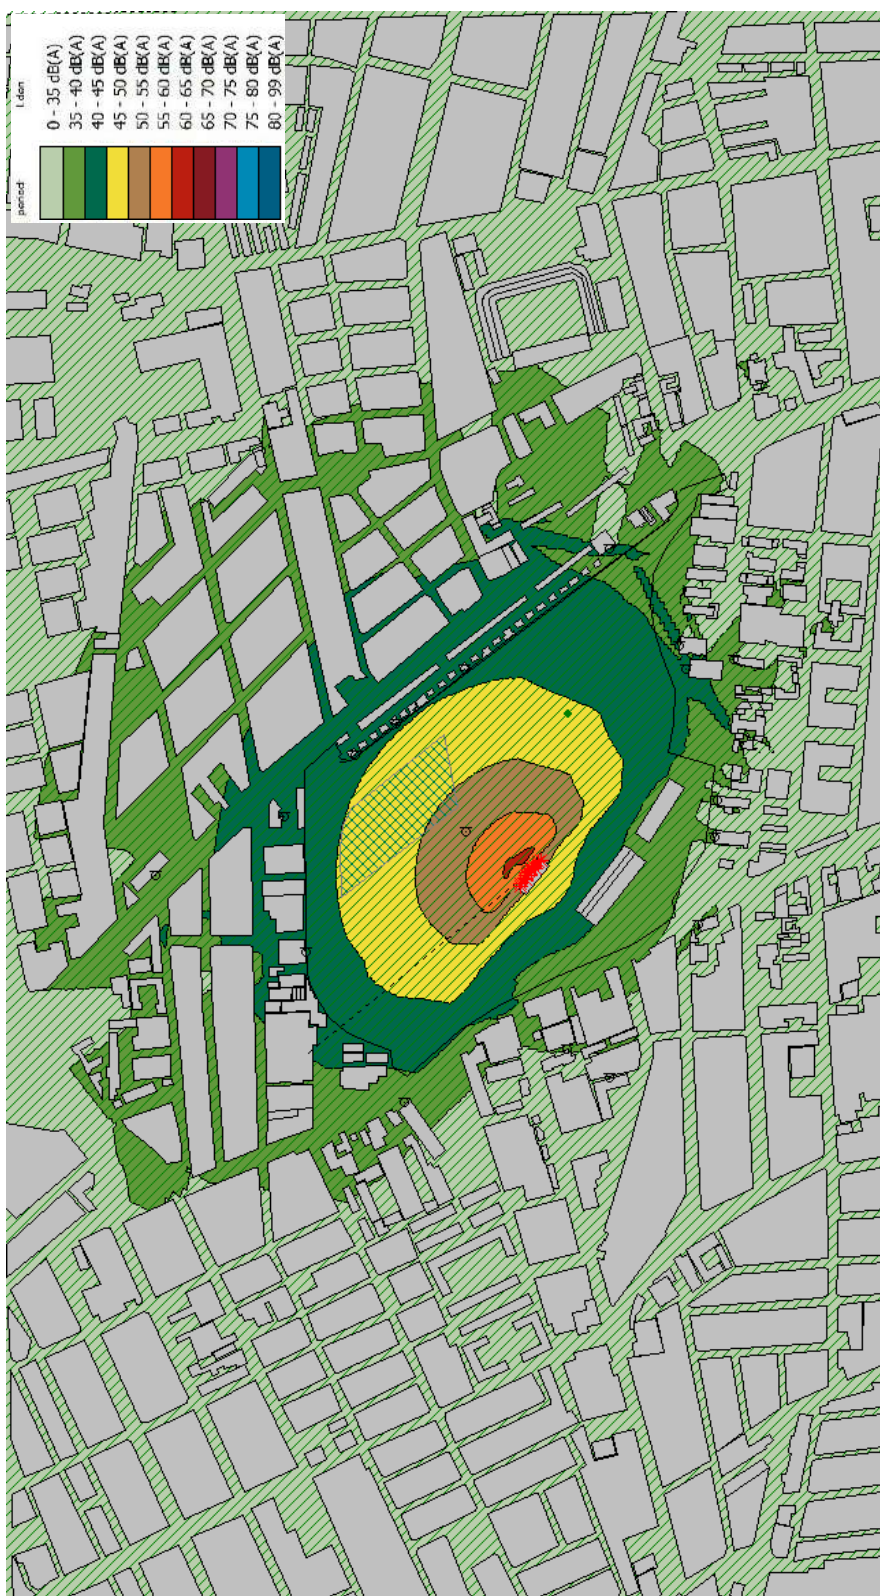 period: Lden
0 - 35 dB(A)
35 - 40 dB(A)
40 - 45 dB(A)
45 - 50 dB(A)
50 - 55 dB(A)
55 - 60 dB(A)
60 - 65 dB(A)
65 - 70 dB(A)
70 - 75 dB(A)
75 - 80 dB(A)
80 - 99 dB(A)